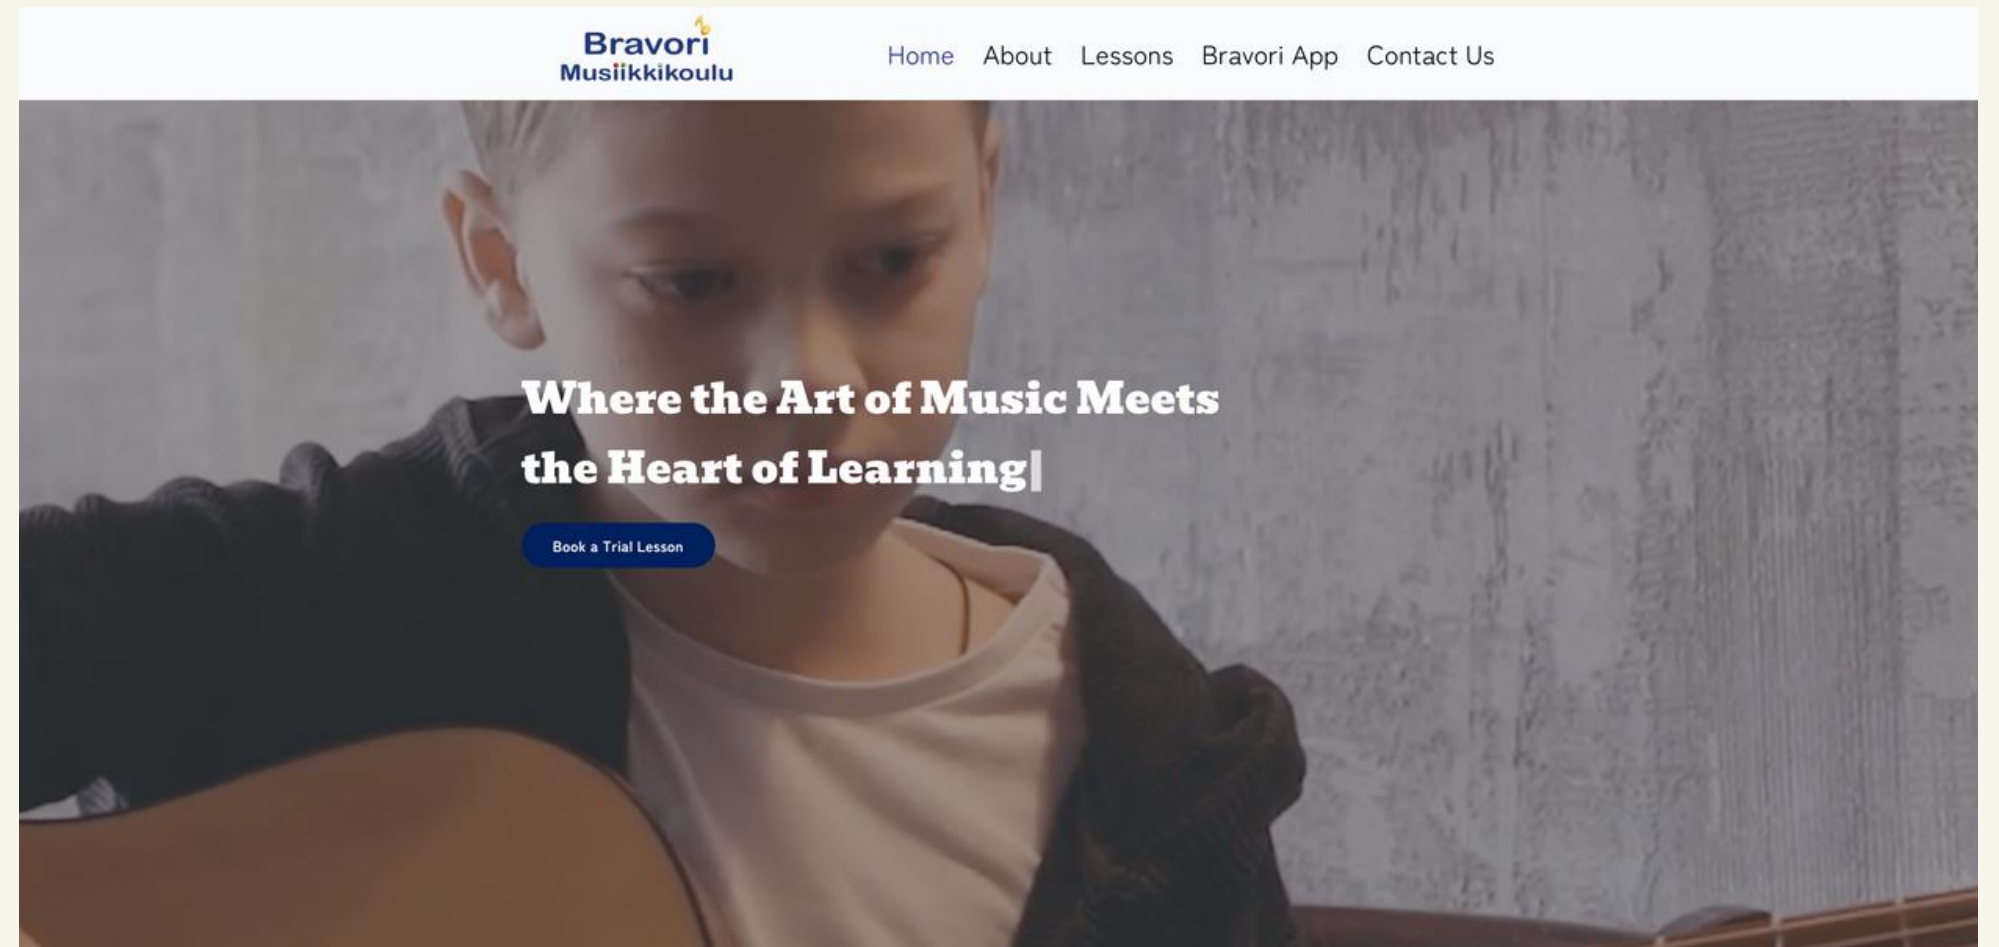 Bravori
Musiikkikoulu
Home About Lessons Bravori App Contact Us
Where the Art of Music Meets
the Heart of Learning
Book a Trial Lesson